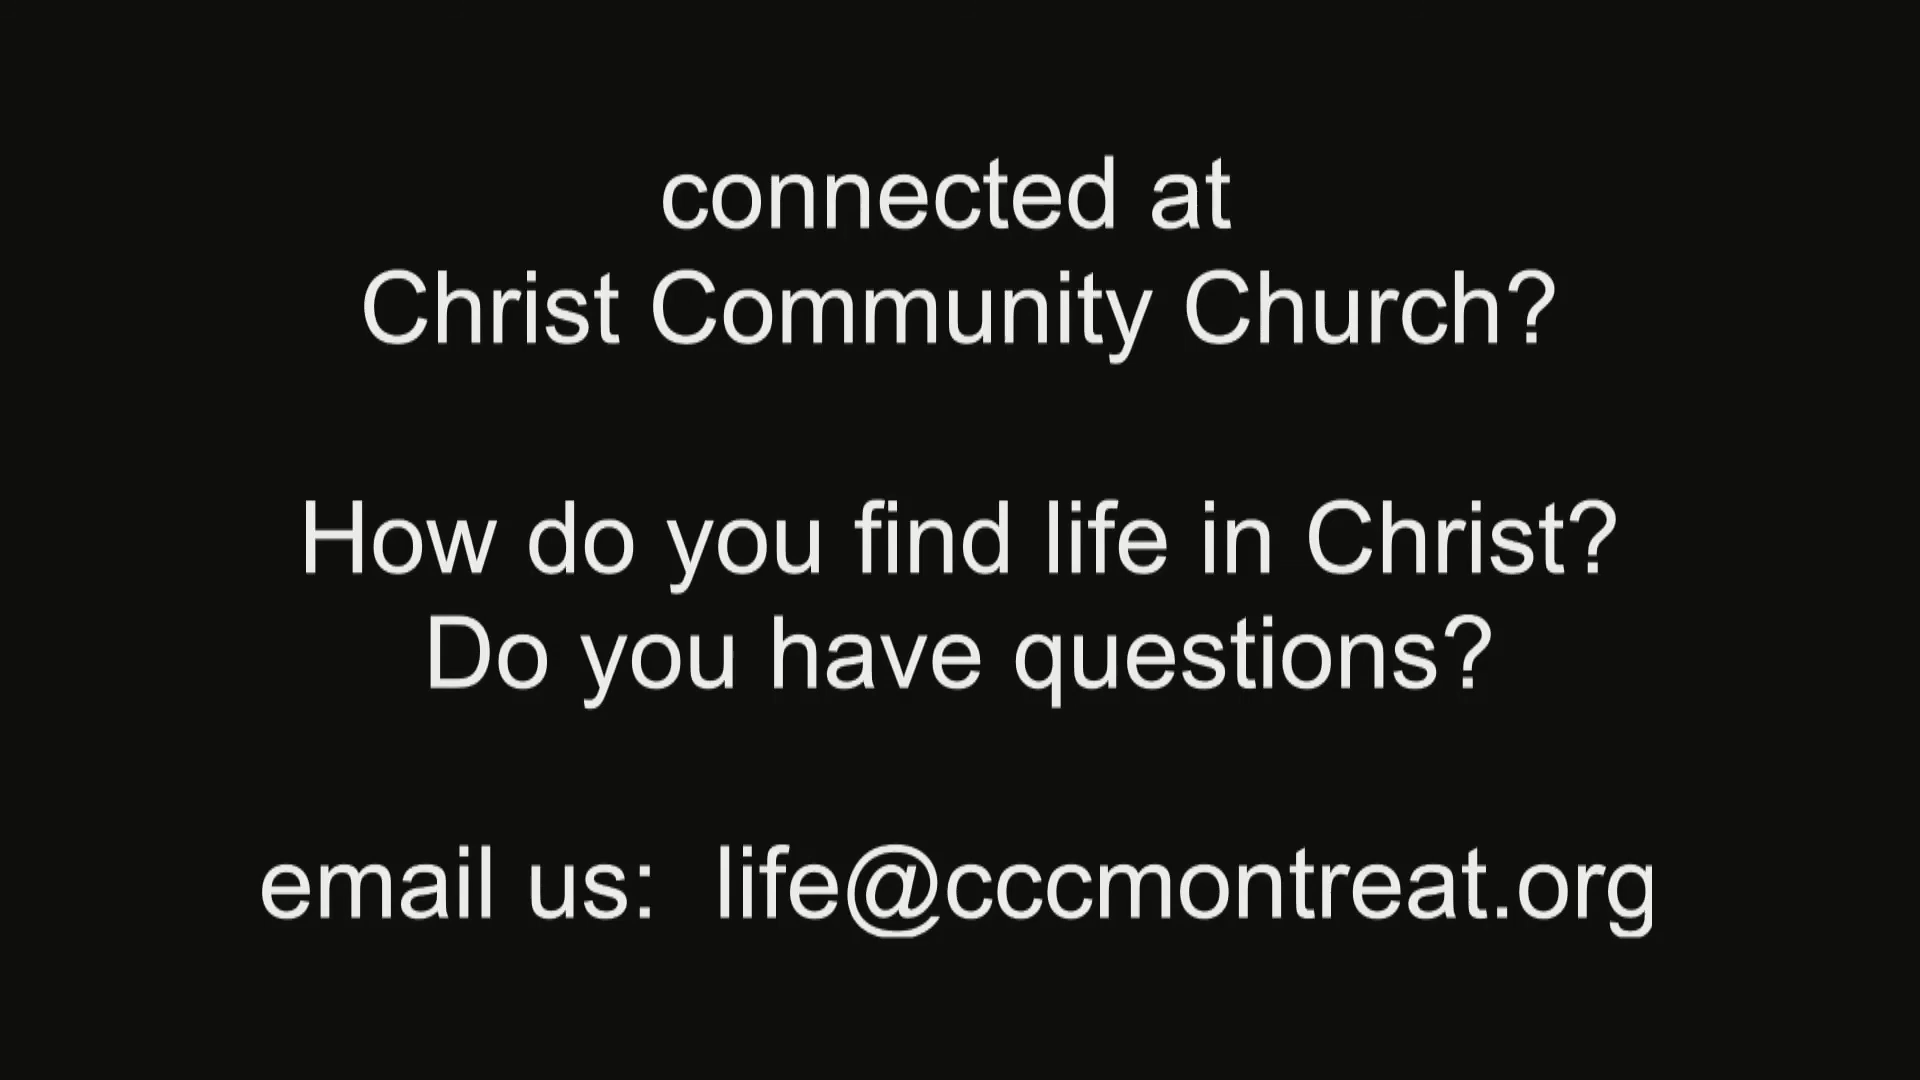 connected at
Christ Community Church?
How do you find life in Christ?
Do you have questions?
email us:  life@cccmontreat.org